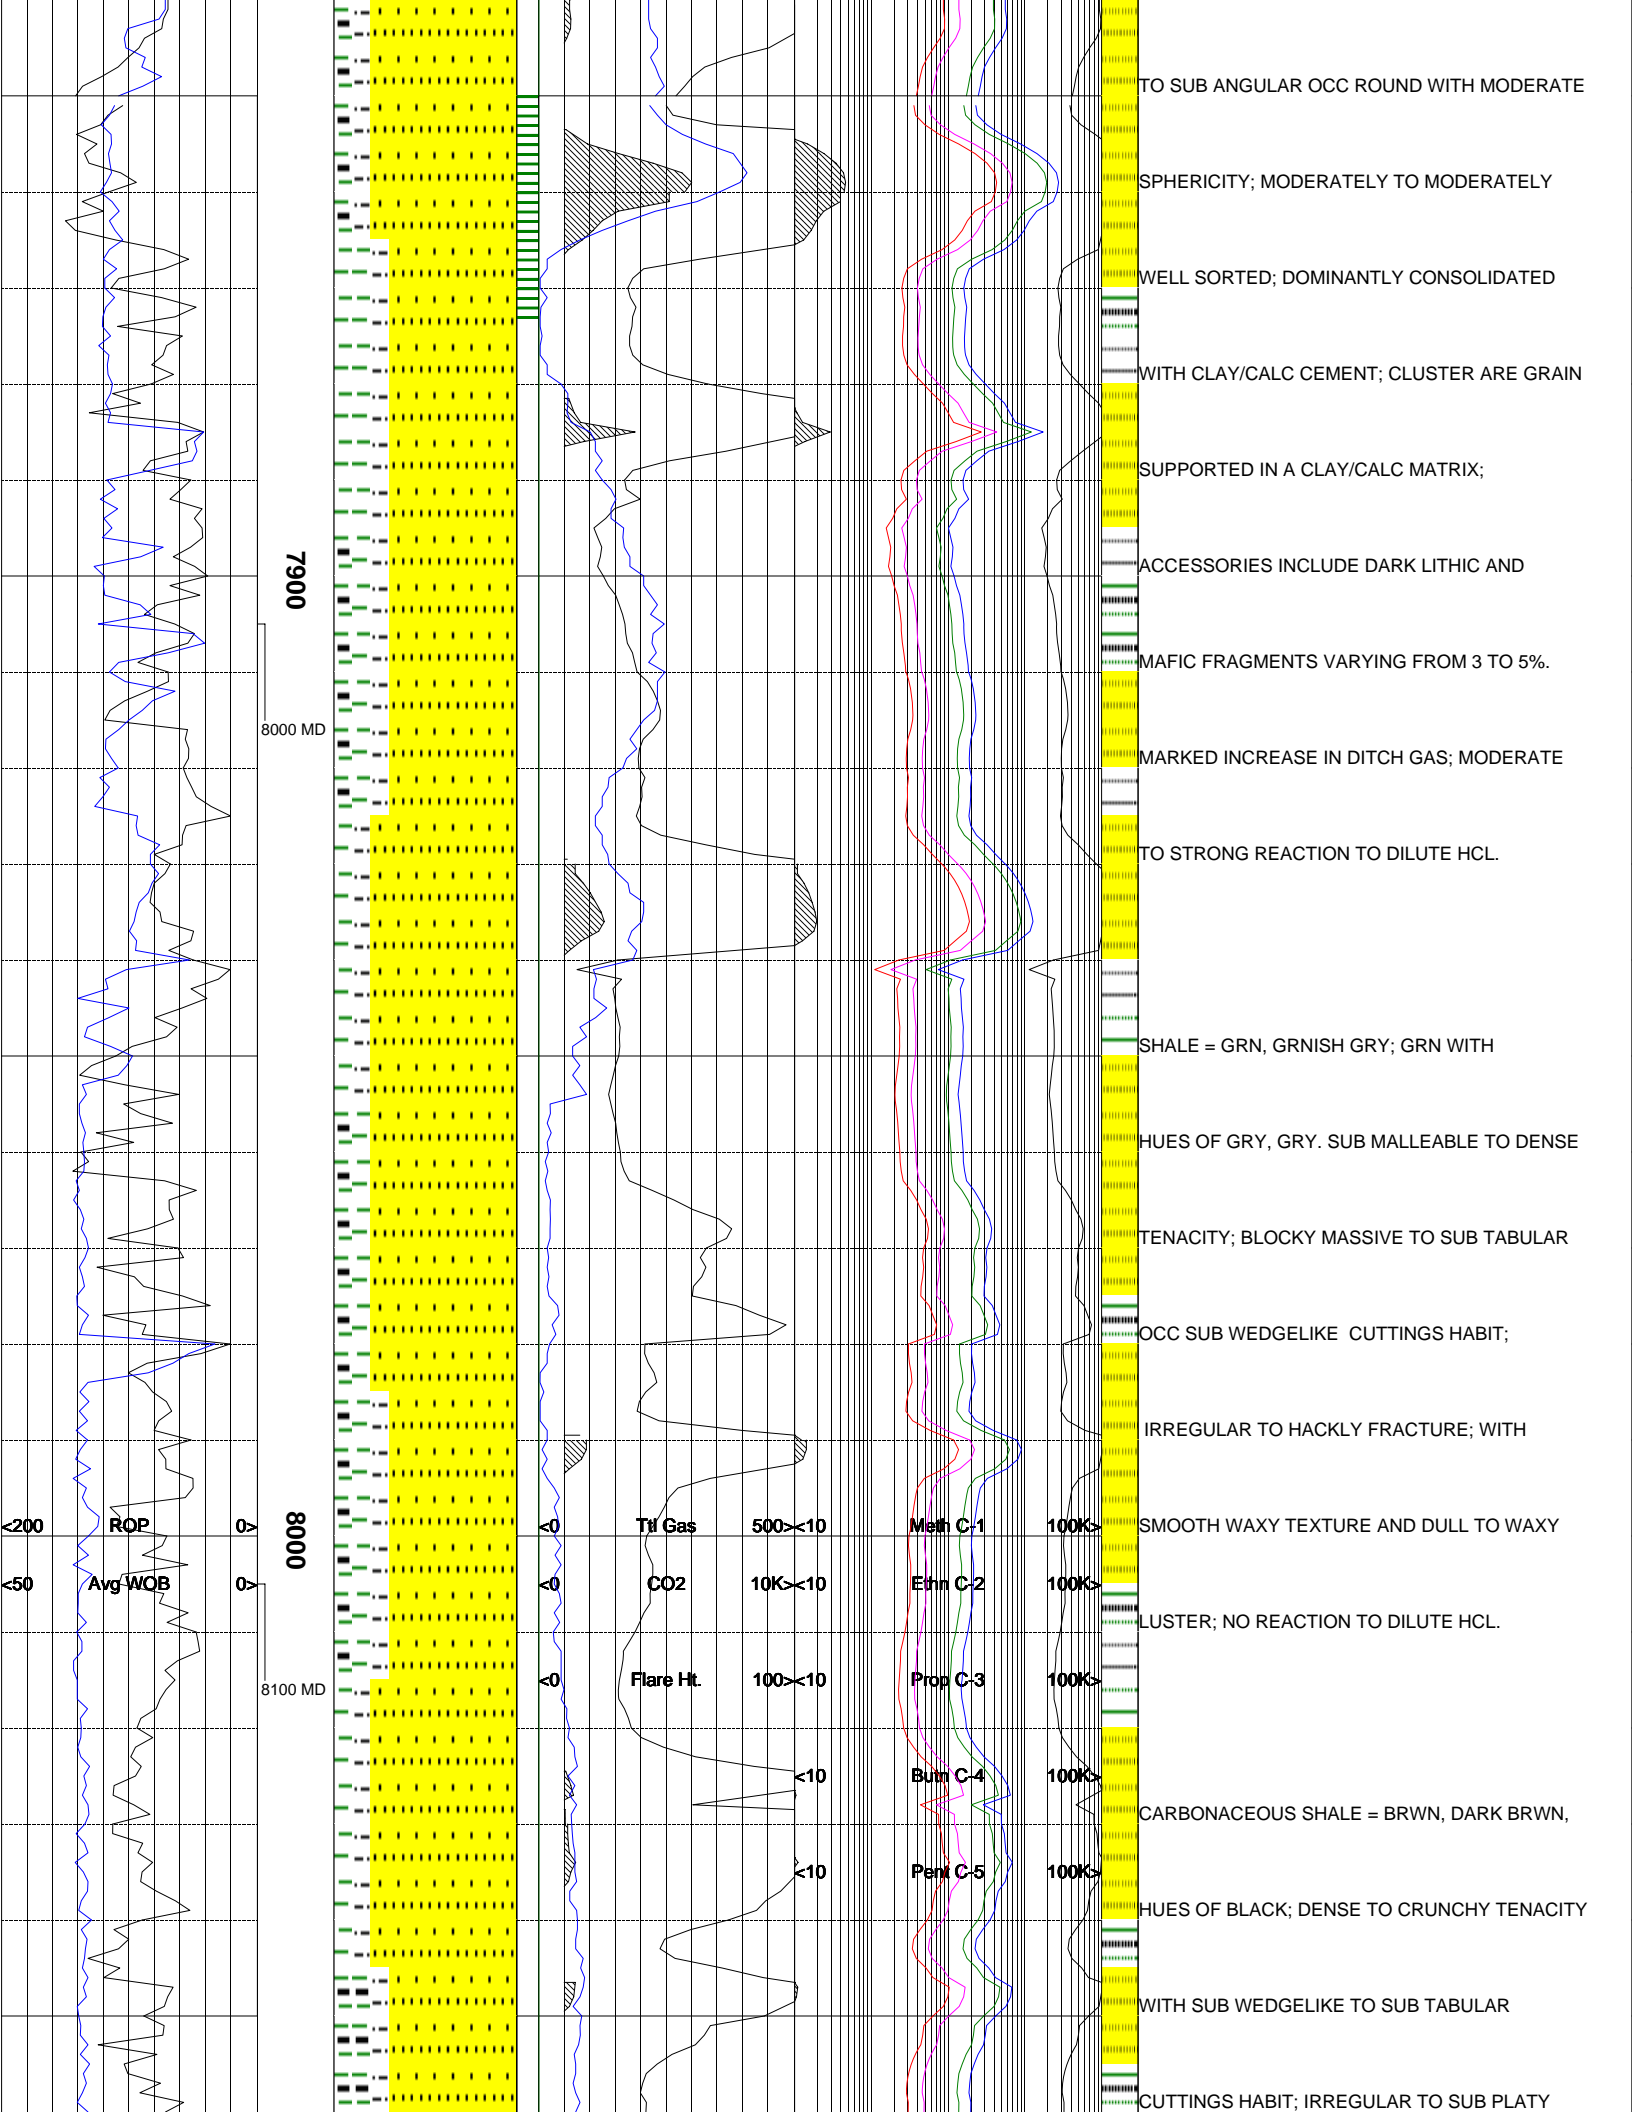 TO SUB ANGULAR OCC ROUND WITH MODERATE
SPHERICITY; MODERATELY TO MODERATELY
WELL SORTED; DOMINANTLY CONSOLIDATED
WITH CLAY/CALC CEMENT; CLUSTER ARE GRAIN
SUPPORTED IN A CLAY/CALC MATRIX;
7900
ACCESSORIES INCLUDE DARK LITHIC AND
MAFIC FRAGMENTS VARYING FROM 3 TO 5%.
8000 MD
MARKED INCREASE IN DITCH GAS; MODERATE
TO STRONG REACTION TO DILUTE HCL.
SHALE = GRN, GRNISH GRY; GRN WITH
HUES OF GRY, GRY. SUB MALLEABLE TO DENSE
TENACITY; BLOCKY MASSIVE TO SUB TABULAR
OCC SUB WEDGELIKE  CUTTINGS HABIT;
IRREGULAR TO HACKLY FRACTURE; WITH
8000
<200 ROP 0> <0 Ttl Gas 500><10 Meth C-1 100K> SMOOTH WAXY TEXTURE AND DULL TO WAXY
<50 Avg WOB 0> <0 CO2 10K><10 Ethn C-2 100K>
LUSTER; NO REACTION TO DILUTE HCL.
8100 MD <0 Flare Ht. 100><10 Prop C-3 100K>
<10 Butn C-4 100K>
CARBONACEOUS SHALE = BRWN, DARK BRWN,
<10 Pent C-5 100K>
HUES OF BLACK; DENSE TO CRUNCHY TENACITY
WITH SUB WEDGELIKE TO SUB TABULAR
CUTTINGS HABIT; IRREGULAR TO SUB PLATY